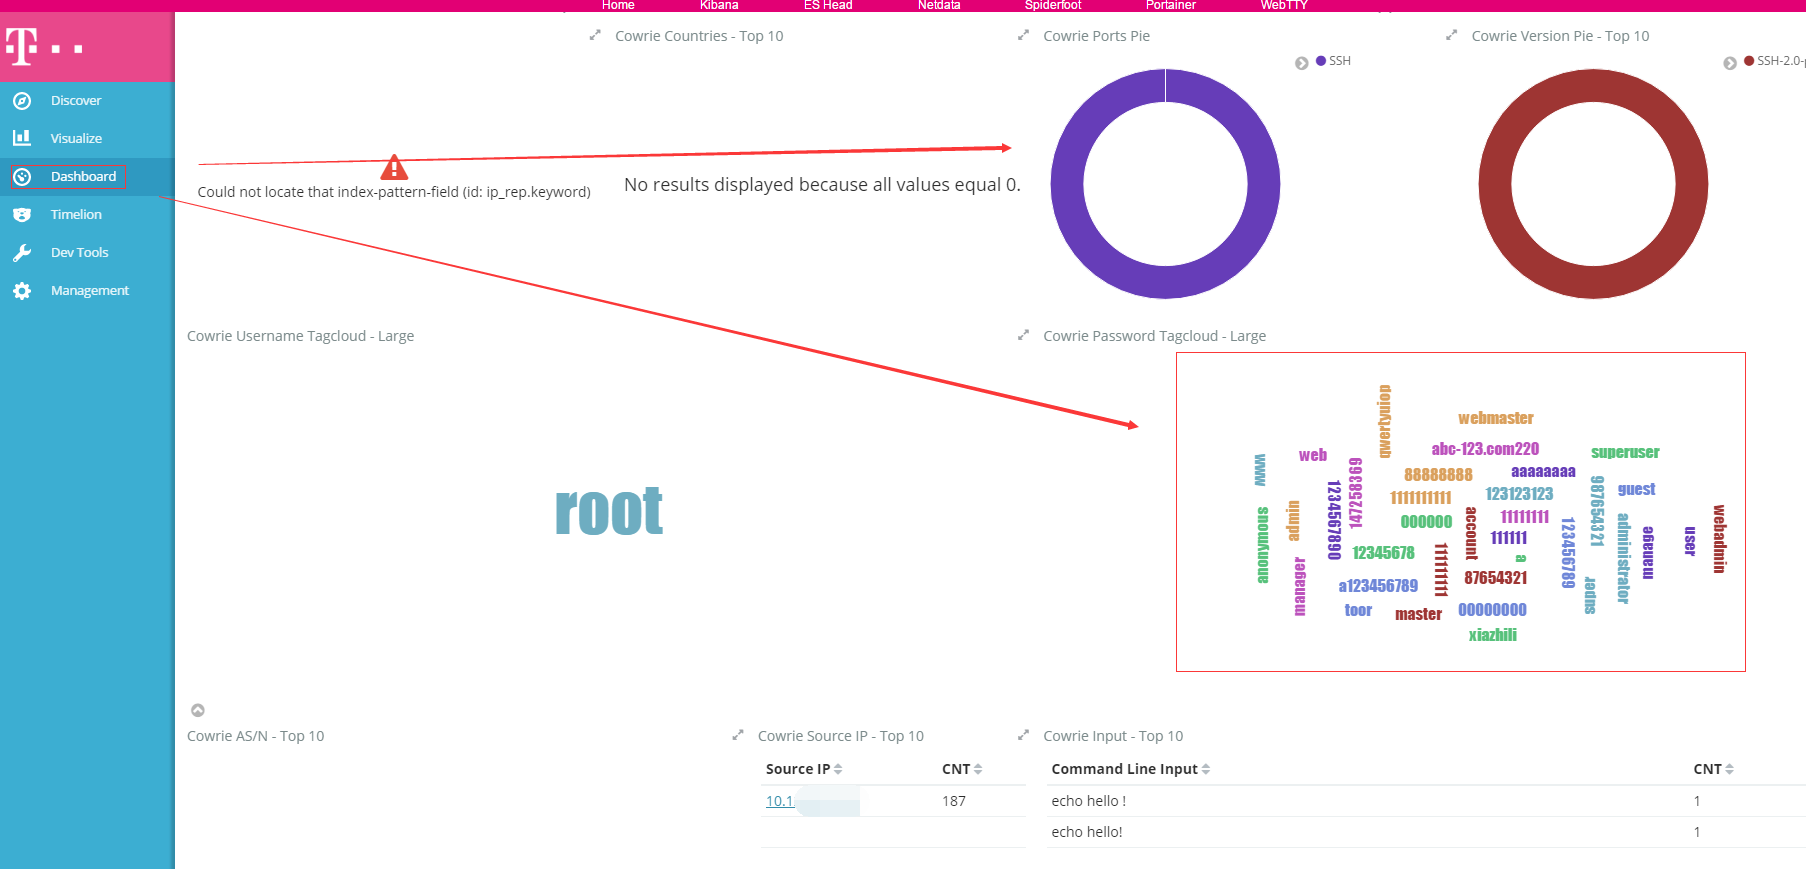 Home Kibana ES Head Netdata Spiderfoot Portainer WebTTY
T
Discover
Visualize
Dashboard
Timelion
Dev Tools
Management
Cowrie Countries - Top 10
Cowrie Ports Pie
Cowrie Version Pie - Top 10
SSH
SSH-2.0-
Could not locate that index-pattern-field (id: ip_rep.keyword)
No results displayed because all values equal 0.
Cowrie Username Tagcloud - Large
root
Cowrie Password Tagcloud - Large
qwertyuiop
webmaster
abc-123.com220
superuser
web
www
147258369
88888888
aaaaaaaa
987654321
guest
1234567890
1111111111
123123123
admin
anonymous
000000
account
11111111
123456789
administrator
manage
user
webadmin
111111
12345678
111111111
a
87654321
manager
a123456789
super
toor
master
00000000
xiazhili
Cowrie AS/N - Top 10
Cowrie Source IP - Top 10
Source IP CNT
10.1 187
Cowrie Input - Top 10
Command Line Input CNT
echo hello ! 1
echo hello! 1